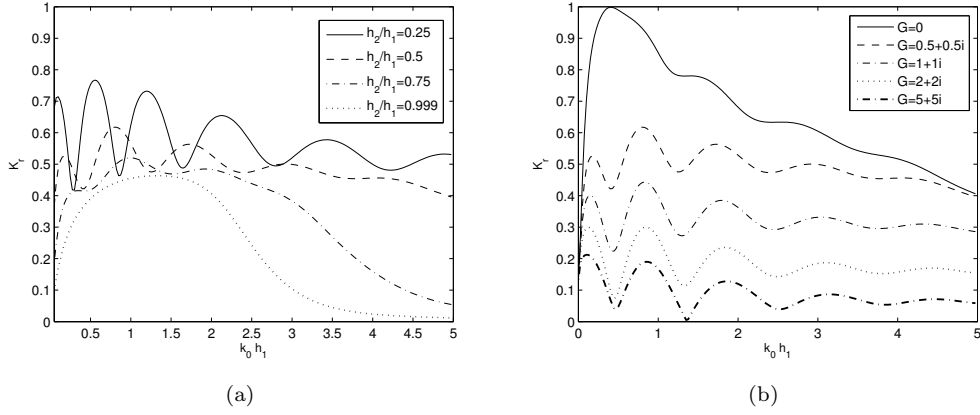 1
0.9
0.8
0.7
0.6
0.5
0.4
0.3
0.2
0.1
0
K_r
0.5 1 1.5 2 2.5 3 3.5 4 4.5 5
k_0 h_1
h_2/h_1=0.25
h_2/h_1=0.5
h_2/h_1=0.75
h_2/h_1=0.999
(a)
1
0.9
0.8
0.7
0.6
0.5
0.4
0.3
0.2
0.1
0
K_r
0 1 2 3 4 5
k_0 h_1
G=0
G=0.5+0.5i
G=1+1i
G=2+2i
G=5+5i
(b)